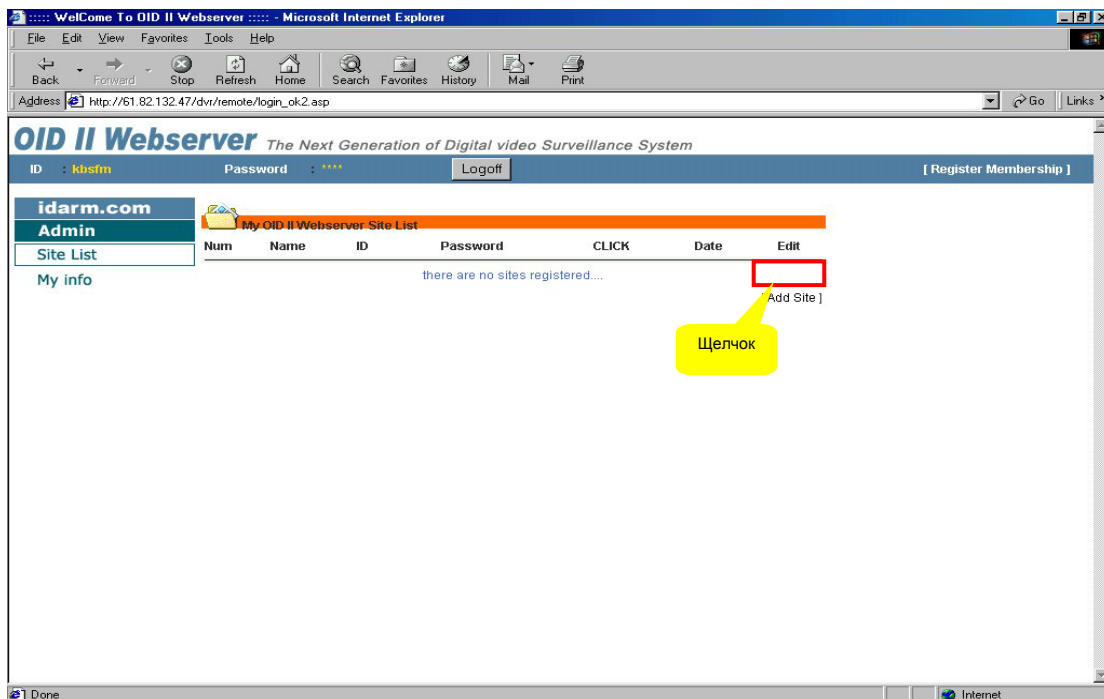 ::::: WelCome To OID II Webserver ::::: - Microsoft Internet Explorer
File Edit View Favorites Tools Help
Back Forward Stop Refresh Home Search Favorites History Mail Print
Address http://61.82.132.47/dvr/remote/login_ok2.asp Go Links
OID II Webserver The Next Generation of Digital video Surveillance System
ID : kbsfm Password : **** Logoff [ Register Membership ]
idarm.com
Admin
Site List
My info
My OID II Webserver Site List
Num Name ID Password CLICK Date Edit
there are no sites registered....
[ Add Site ]
Щелчок
Done Internet